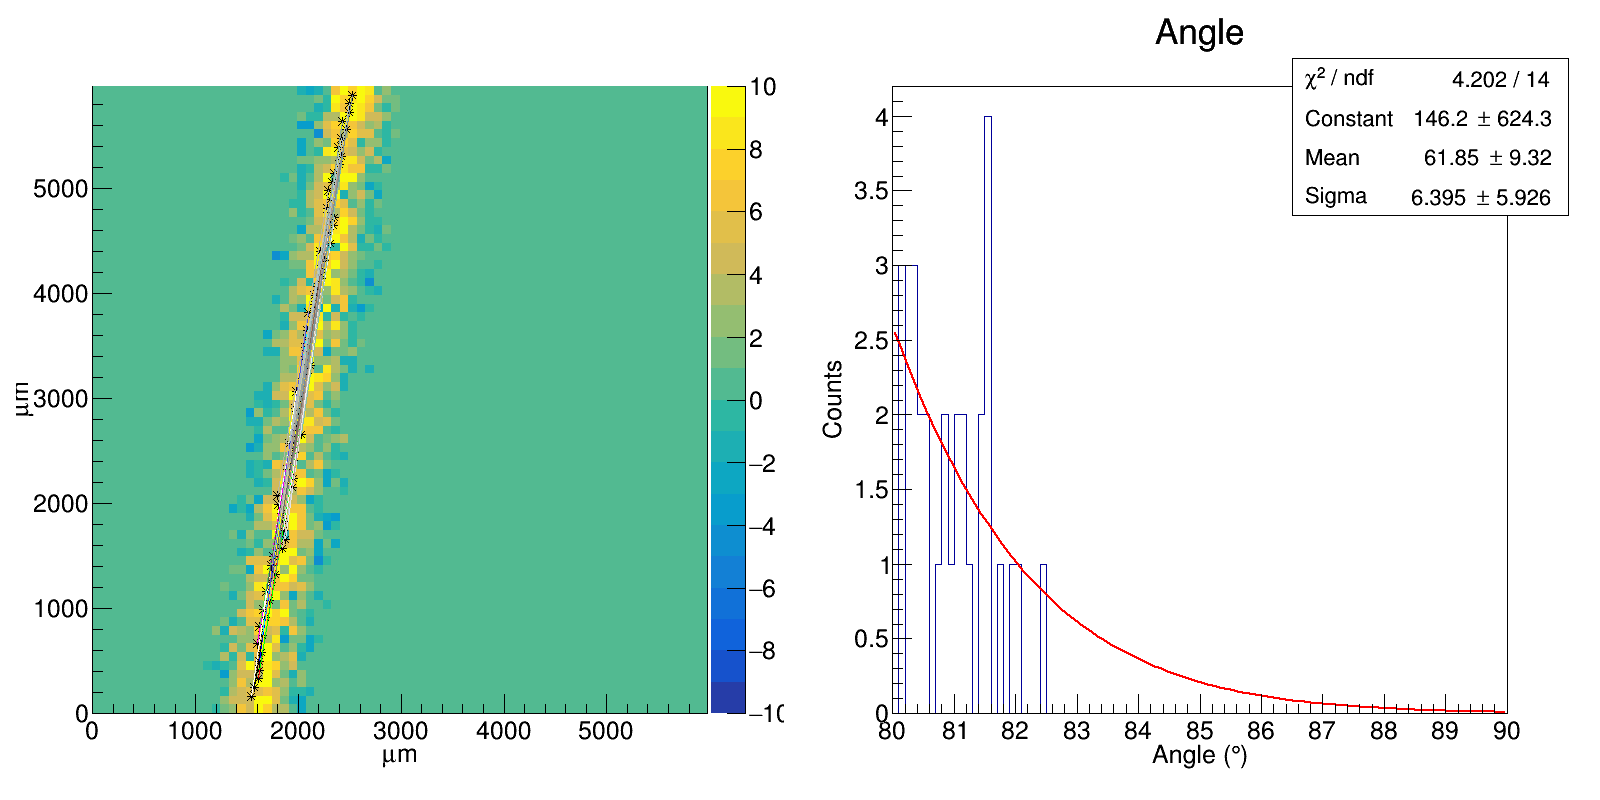 Angle
χ² / ndf 4.202 / 14
Constant 146.2 ± 624.3
Mean 61.85 ± 9.32
Sigma 6.395 ± 5.926
10
8
6
4
2
0
−2
−4
−6
−8
−10
5000
4000
3000
2000
1000
0
μm
0 1000 2000 3000 4000 5000
μm
4
3.5
3
2.5
2
1.5
1
0.5
0
Counts
80 81 82 83 84 85 86 87 88 89 90
Angle (°)